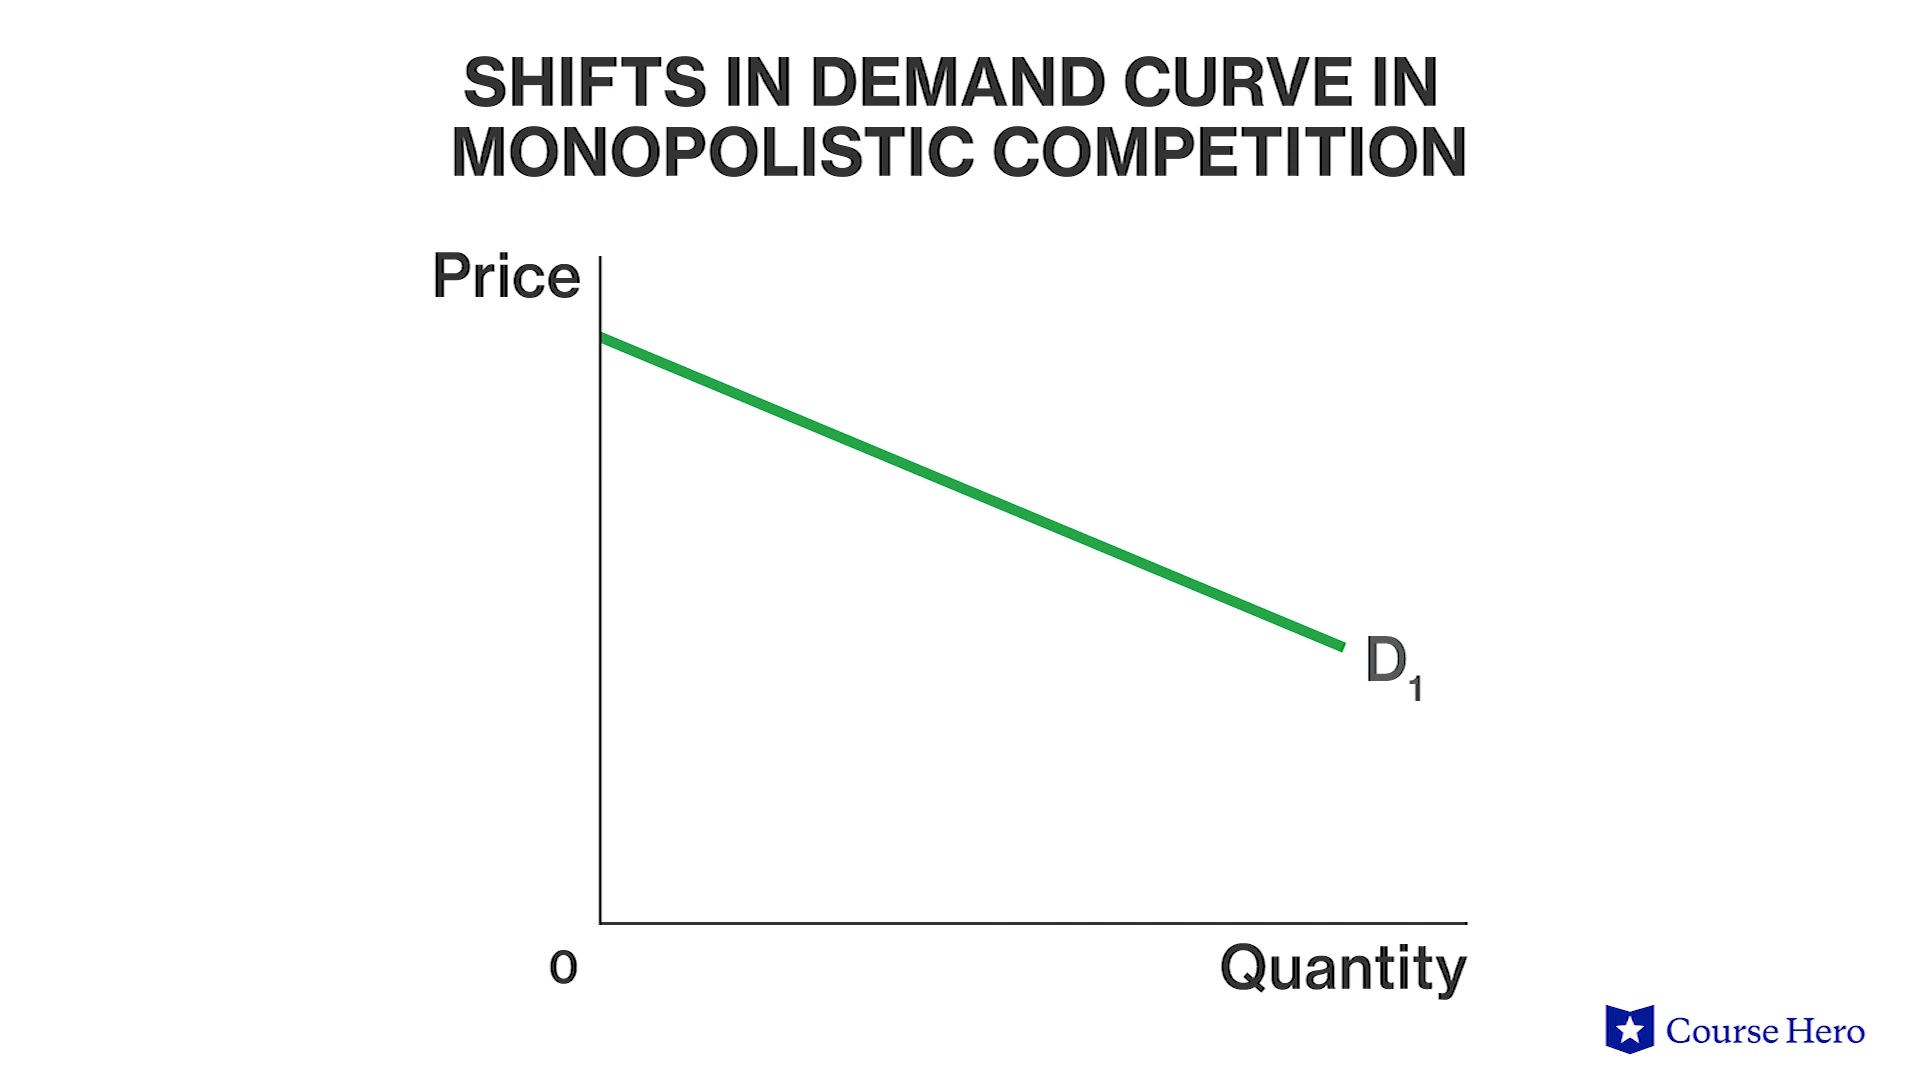 SHIFTS IN DEMAND CURVE IN
MONOPOLISTIC COMPETITION
Price
D1
0
Quantity
Course Hero